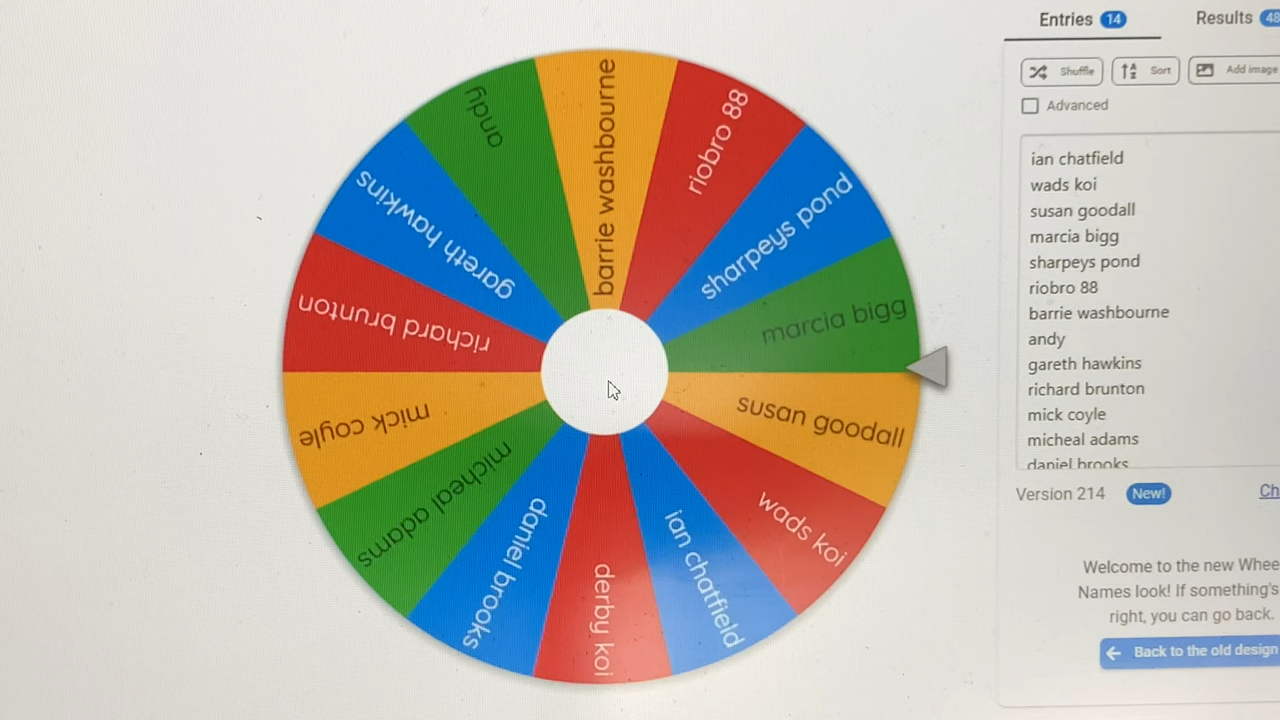 Entries 14 Results 48
Shuffle Sort Add image
Advanced
ian chatfield
wads koi
susan goodall
marcia bigg
sharpeys pond
riobro 88
barrie washbourne
andy
gareth hawkins
richard brunton
mick coyle
micheal adams
daniel brooks
Version 214 New! Ch
Welcome to the new Whee
Names look! If something's
right, you can go back.
Back to the old design
barrie washbourne
riobro 88
sharpeys pond
marcia bigg
susan goodall
wads koi
ian chatfield
derby koi
daniel brooks
micheal adams
mick coyle
richard brunton
gareth hawkins
andy